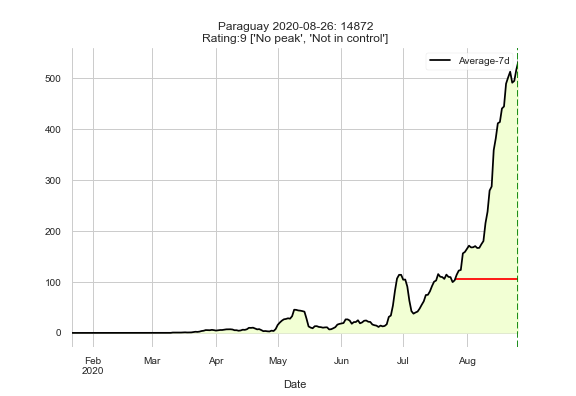 Paraguay 2020-08-26: 14872
Rating:9 ['No peak', 'Not in control']
Average-7d
500
400
300
200
100
0
Feb Mar Apr May Jun Jul Aug
2020
Date